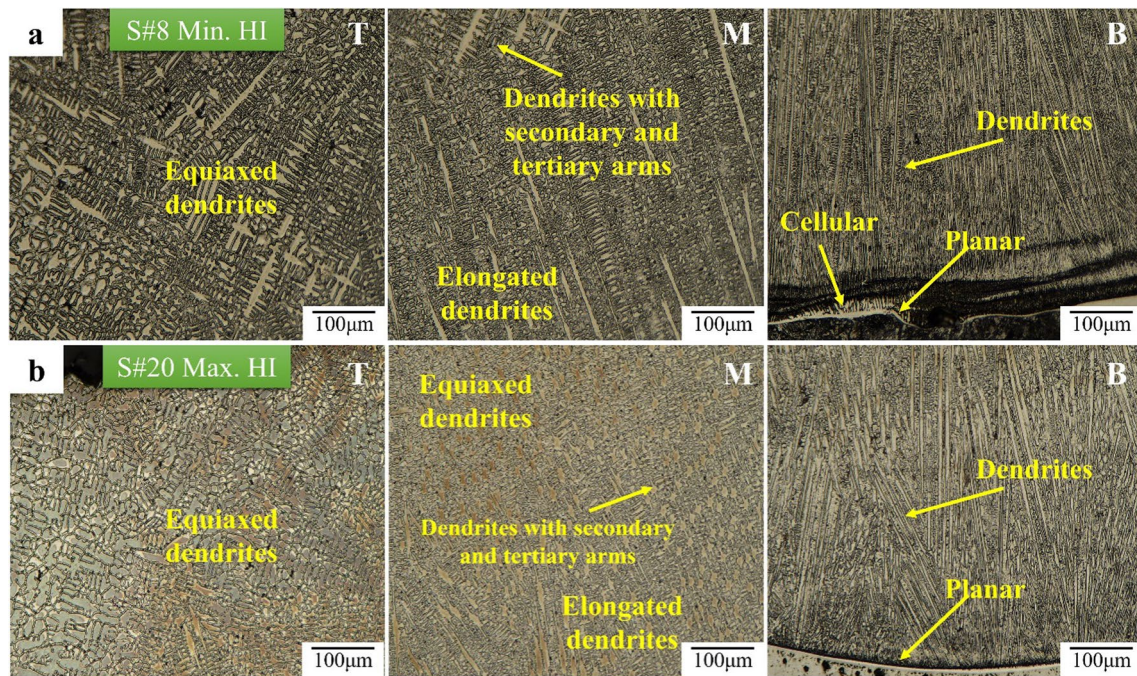 a
S#8 Min. HI
T
Equiaxed
dendrites
100μm
M
Dendrites with
secondary and
tertiary arms
Elongated
dendrites
100μm
B
Dendrites
Cellular
Planar
100μm
b
S#20 Max. HI
T
Equiaxed
dendrites
100μm
M
Equiaxed
dendrites
Dendrites with secondary
and tertiary arms
Elongated
dendrites
100μm
B
Dendrites
Planar
100μm